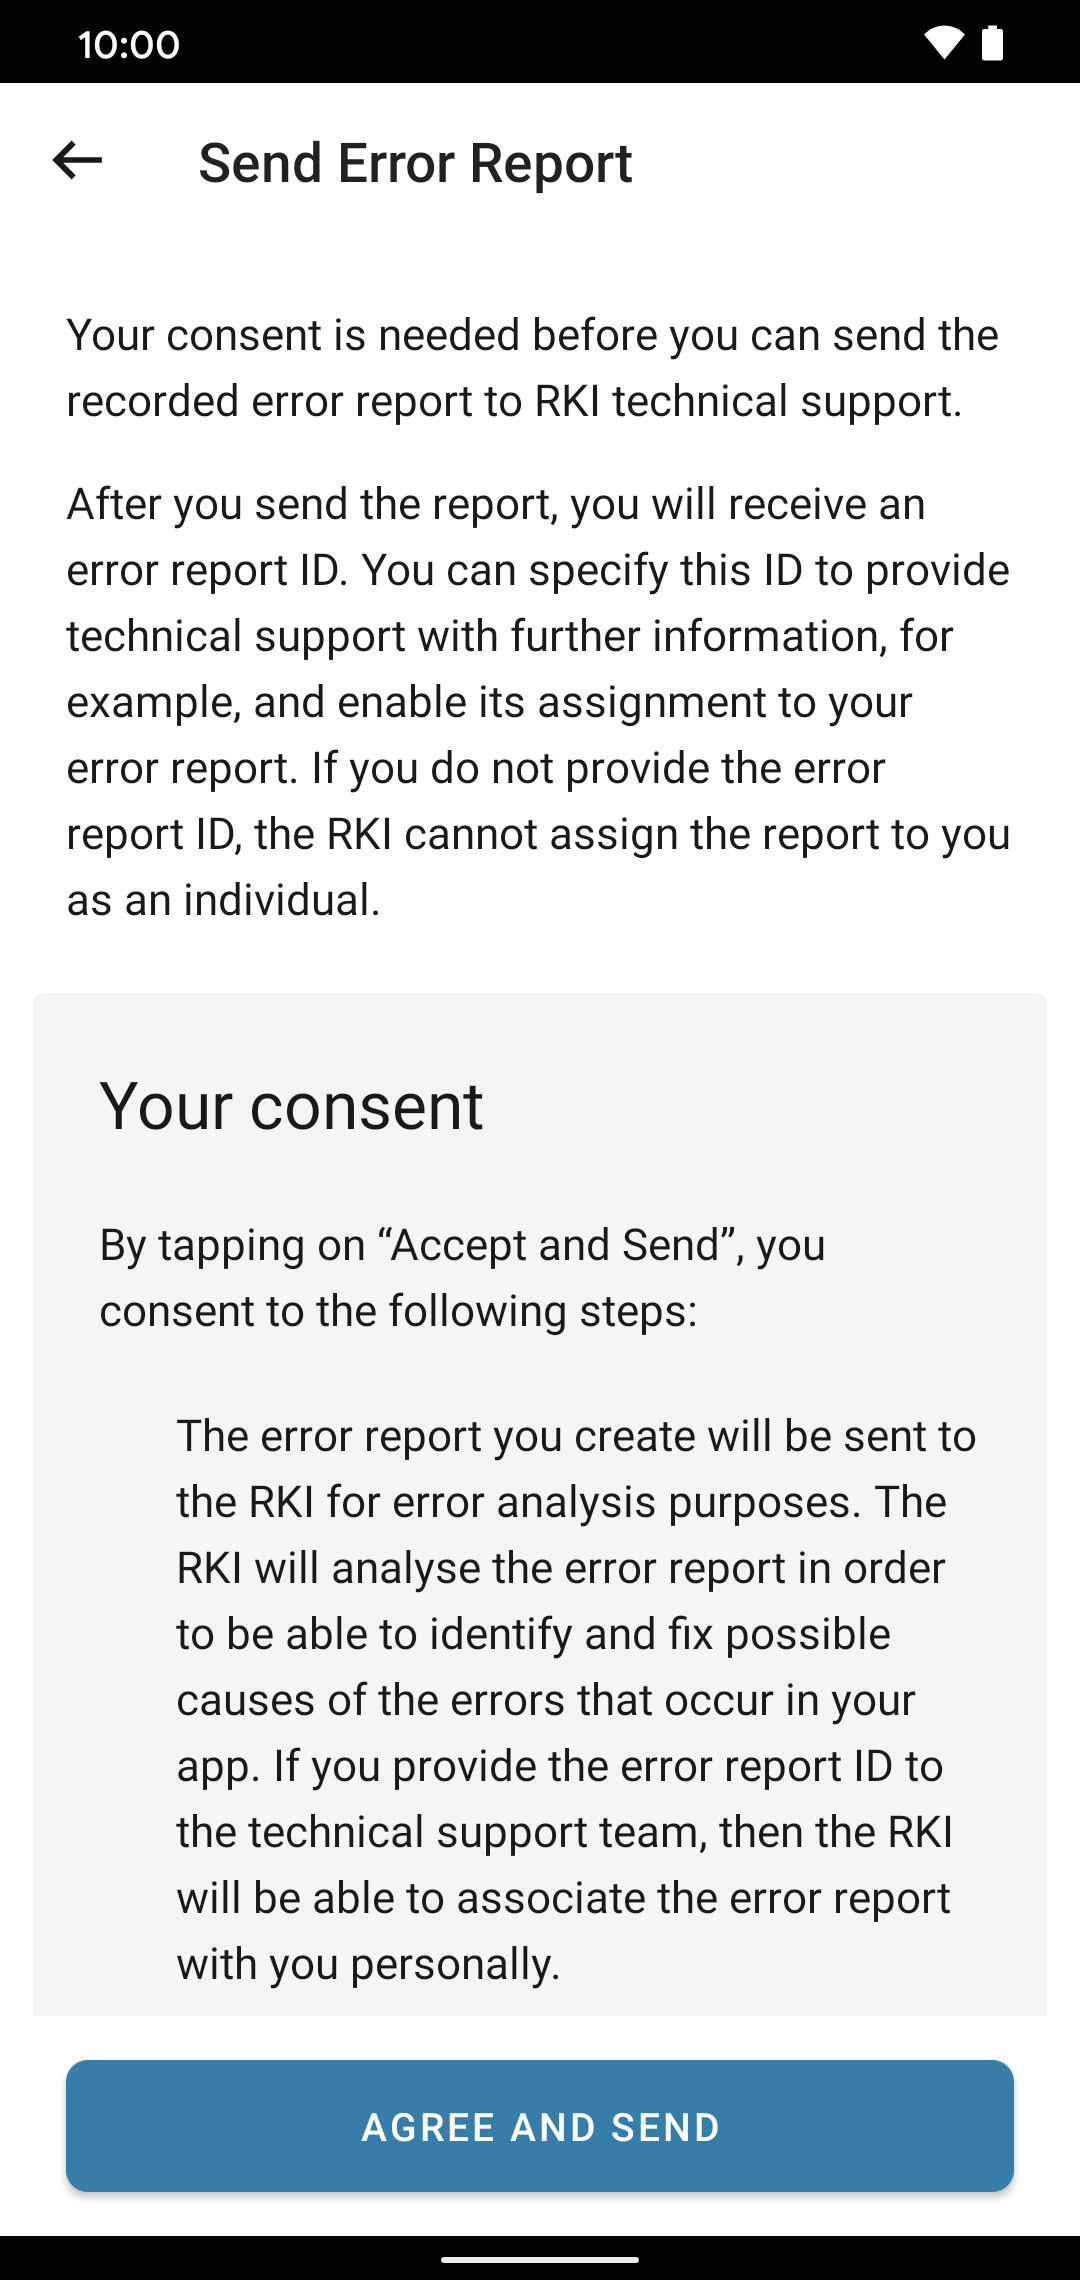 10:00
Send Error Report
Your consent is needed before you can send the
recorded error report to RKI technical support.
After you send the report, you will receive an
error report ID. You can specify this ID to provide
technical support with further information, for
example, and enable its assignment to your
error report. If you do not provide the error
report ID, the RKI cannot assign the report to you
as an individual.
Your consent
By tapping on “Accept and Send”, you
consent to the following steps:
The error report you create will be sent to
the RKI for error analysis purposes. The
RKI will analyse the error report in order
to be able to identify and fix possible
causes of the errors that occur in your
app. If you provide the error report ID to
the technical support team, then the RKI
will be able to associate the error report
with you personally.
AGREE AND SEND